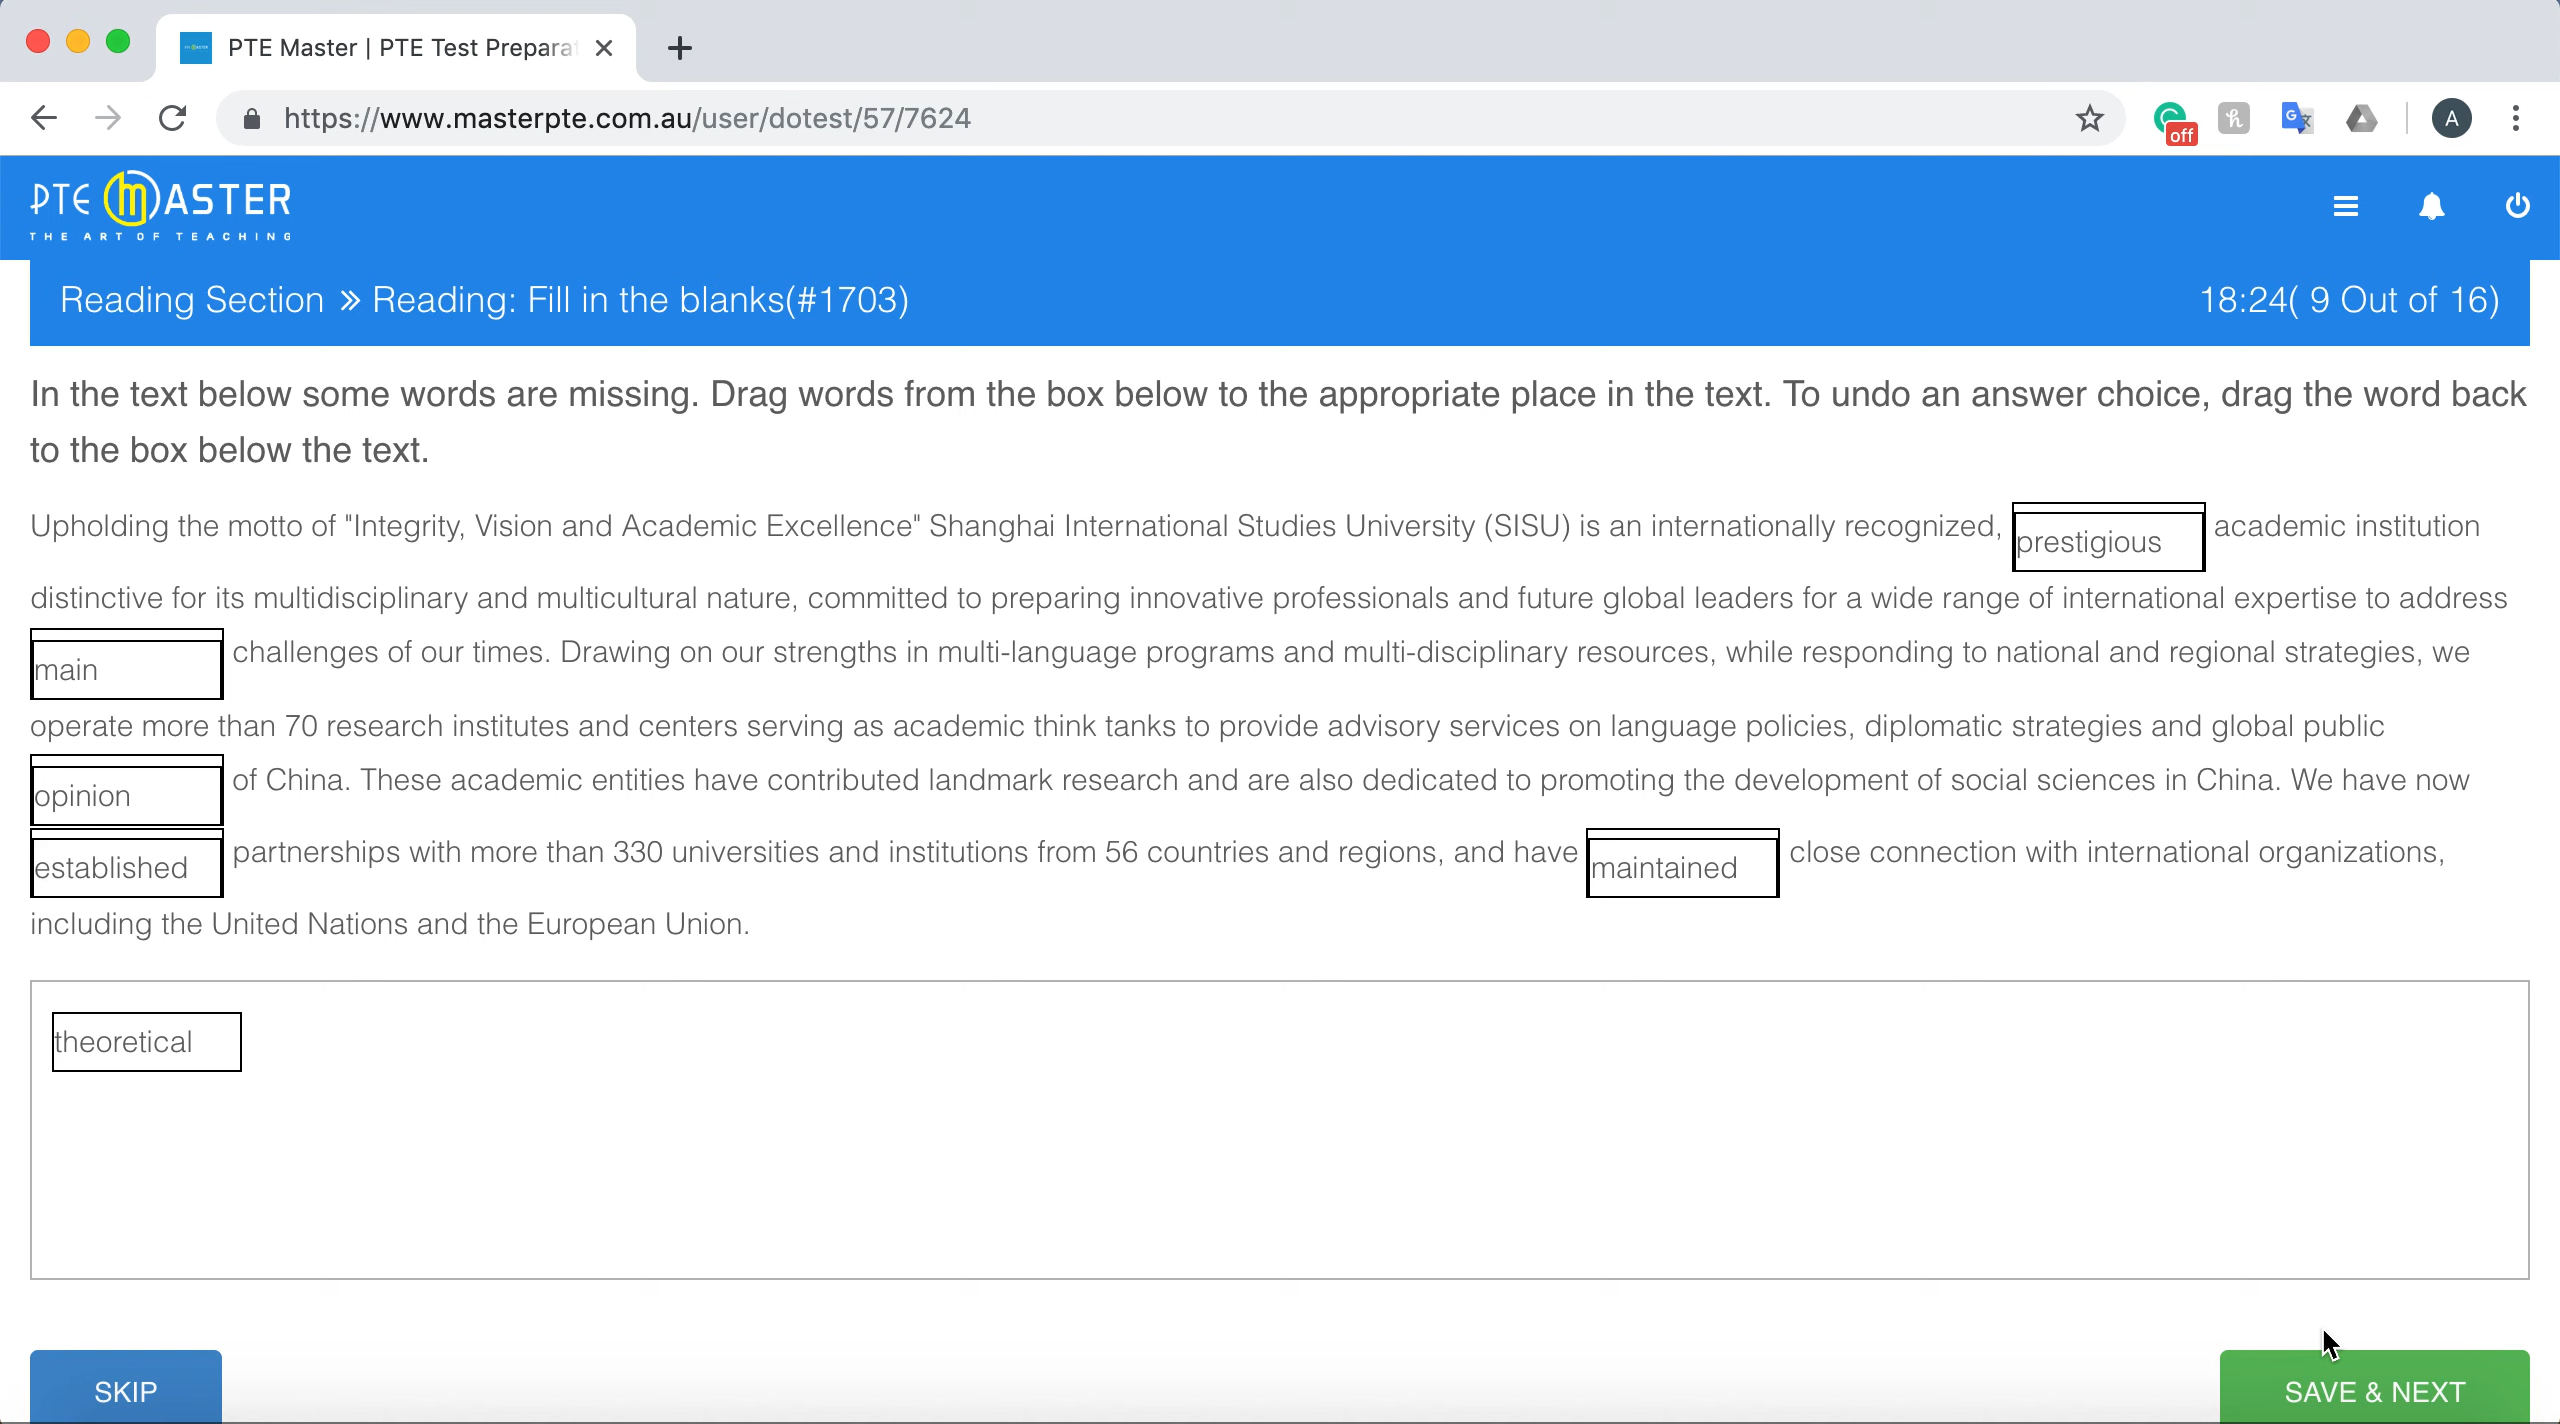 PTE Master | PTE Test Prepara
https://www.masterpte.com.au/user/dotest/57/7624
off
A
PTE MASTER
THE ART OF TEACHING
Reading Section » Reading: Fill in the blanks(#1703)
18:24( 9 Out of 16)
In the text below some words are missing. Drag words from the box below to the appropriate place in the text. To undo an answer choice, drag the word back
to the box below the text.
Upholding the motto of "Integrity, Vision and Academic Excellence" Shanghai International Studies University (SISU) is an internationally recognized, prestigious academic institution
distinctive for its multidisciplinary and multicultural nature, committed to preparing innovative professionals and future global leaders for a wide range of international expertise to address
main challenges of our times. Drawing on our strengths in multi-language programs and multi-disciplinary resources, while responding to national and regional strategies, we
operate more than 70 research institutes and centers serving as academic think tanks to provide advisory services on language policies, diplomatic strategies and global public
opinion of China. These academic entities have contributed landmark research and are also dedicated to promoting the development of social sciences in China. We have now
established partnerships with more than 330 universities and institutions from 56 countries and regions, and have maintained close connection with international organizations,
including the United Nations and the European Union.
theoretical
SKIP
SAVE & NEXT